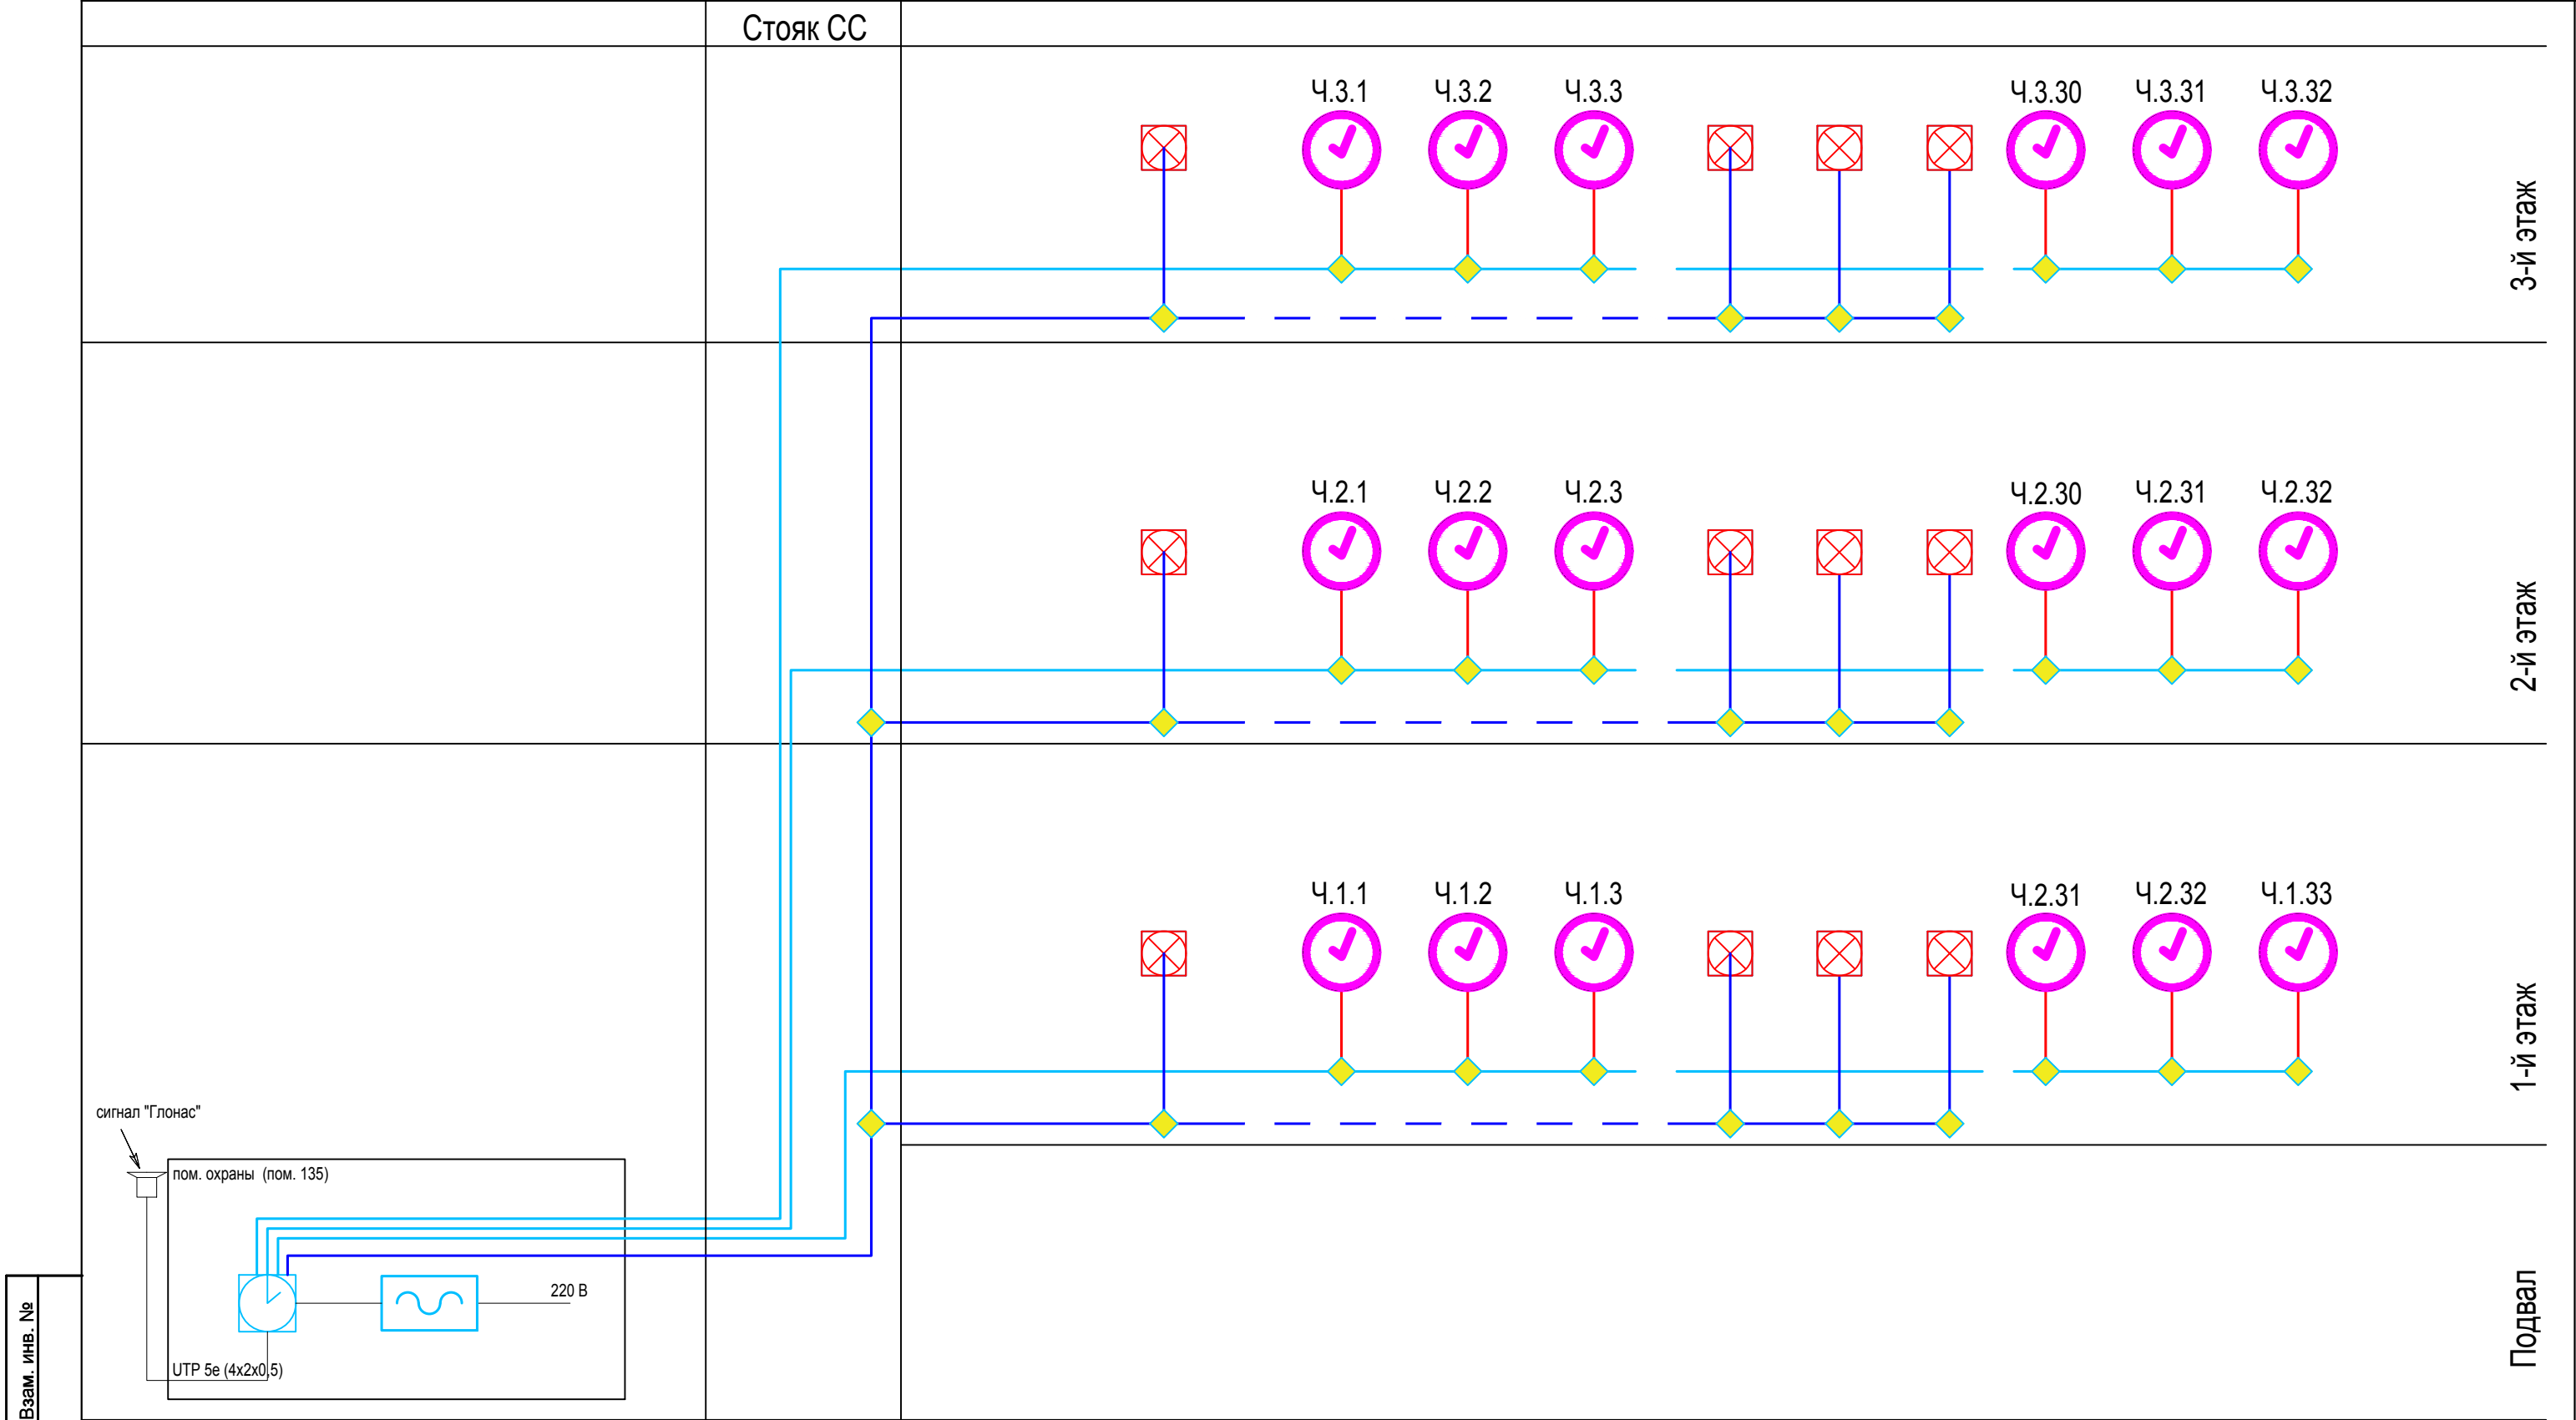 Стояк СС
Ч.3.1 Ч.3.2 Ч.3.3 Ч.3.30 Ч.3.31 Ч.3.32
3-й этаж
Ч.2.1 Ч.2.2 Ч.2.3 Ч.2.30 Ч.2.31 Ч.2.32
2-й этаж
Ч.1.1 Ч.1.2 Ч.1.3 Ч.2.31 Ч.2.32 Ч.1.33
1-й этаж
сигнал "Глонас"
пом. охраны (пом. 135)
220 В
UTP 5e (4x2x0,5)
Подвал
Взам. инв. №